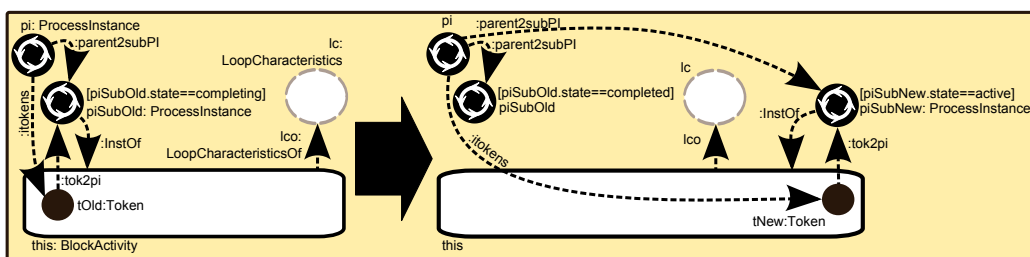 pi: ProcessInstance
:parent2subPI
lc:
LoopCharacteristics
[piSubOld.state==completing]
piSubOld: ProcessInstance
:itokens
:InstOf
lco:
LoopCharacteristicsOf
:tok2pi
tOld:Token
this: BlockActivity
pi
:parent2subPI
:parent2subPI
lc
[piSubOld.state==completed]
piSubOld
[piSubNew.state==active]
piSubNew: ProcessInstance
:InstOf
:itokens
lco
:tok2pi
tNew:Token
this